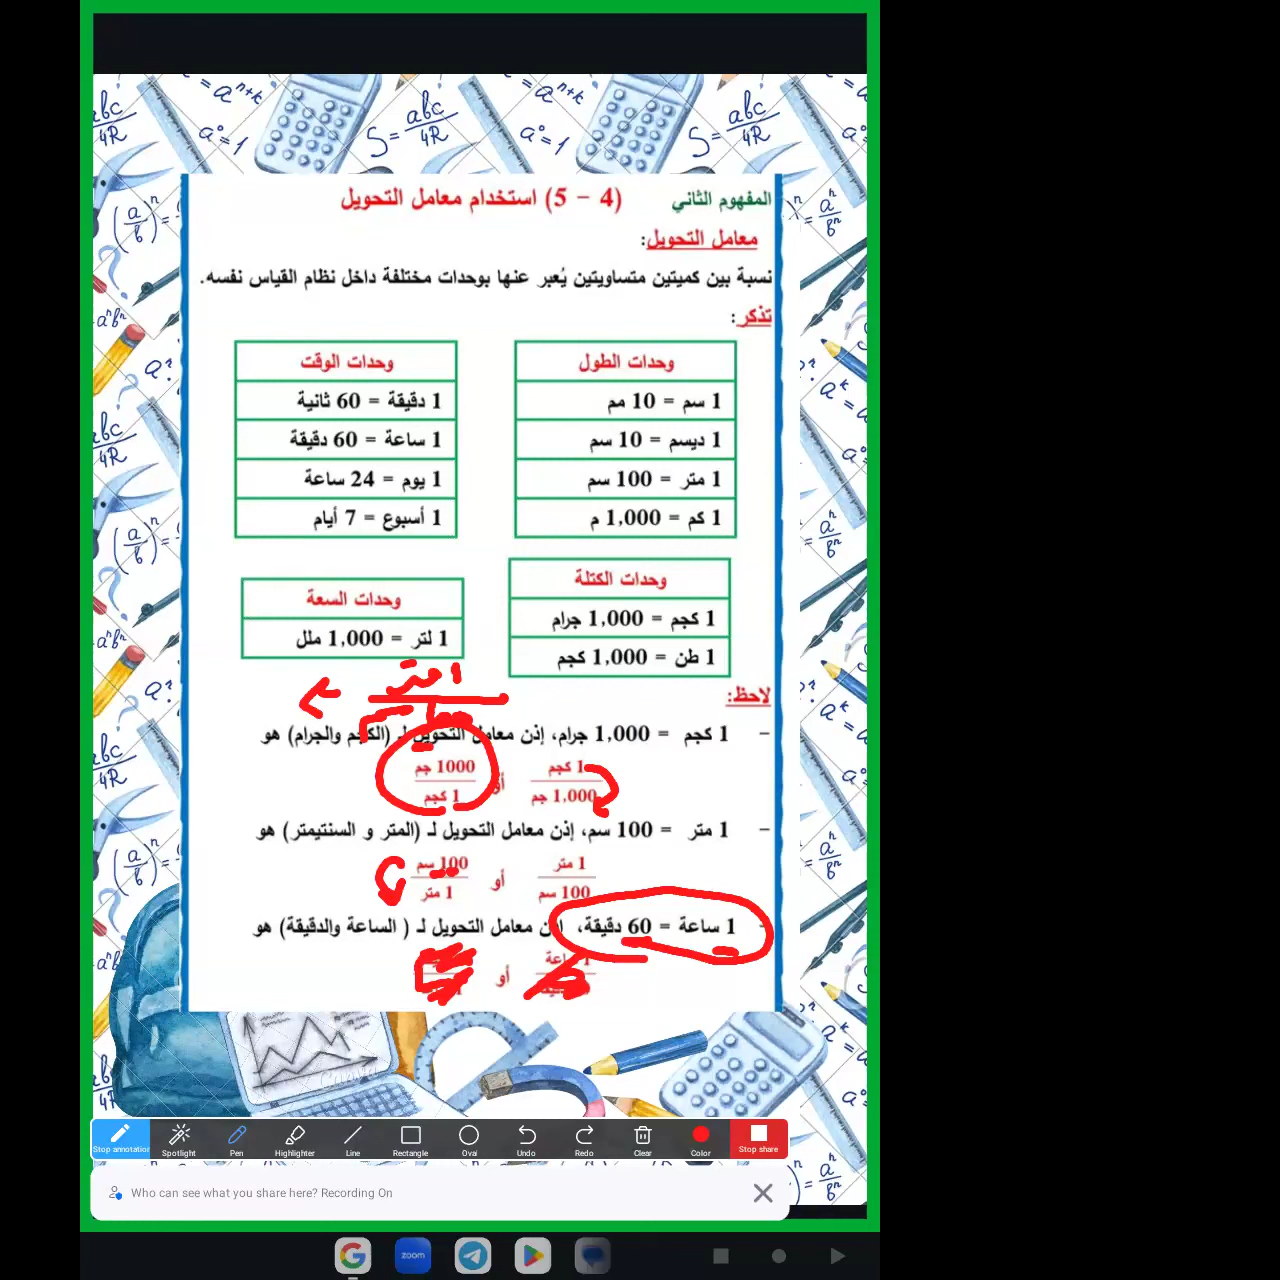 المفهوم الثاني (4 - 5) استخدام معامل التحويل
معامل التحويل:
نسبة بين كميتين متساويتين يُعبر عنها بوحدات مختلفة داخل نظام القياس نفسه.
تذكر:
وحدات الطول
1 سم = 10 مم
1 ديسم = 10 سم
1 متر = 100 سم
1 كم = 1,000 م
وحدات الوقت
1 دقيقة = 60 ثانية
1 ساعة = 60 دقيقة
1 يوم = 24 ساعة
1 أسبوع = 7 أيام
وحدات الكتلة
1 كجم = 1,000 جرام
1 طن = 1,000 كجم
وحدات السعة
1 لتر = 1,000 ملل
لاحظ:
- 1 كجم = 1,000 جرام، إذن معامل التحويل لـ (الكجم والجرام) هو
1 كجم أو 1000 جم
1,000 جم 1 كجم
- 1 متر = 100 سم، إذن معامل التحويل لـ (المتر و السنتيمتر) هو
1 متر أو 100 سم
100 سم 1 متر
- 1 ساعة = 60 دقيقة، إذن معامل التحويل لـ ( الساعة والدقيقة) هو
أو
Stop annotation Spotlight Pen Highlighter Line Rectangle Oval Undo Redo Clear Color Stop share
Who can see what you share here? Recording On
zoom